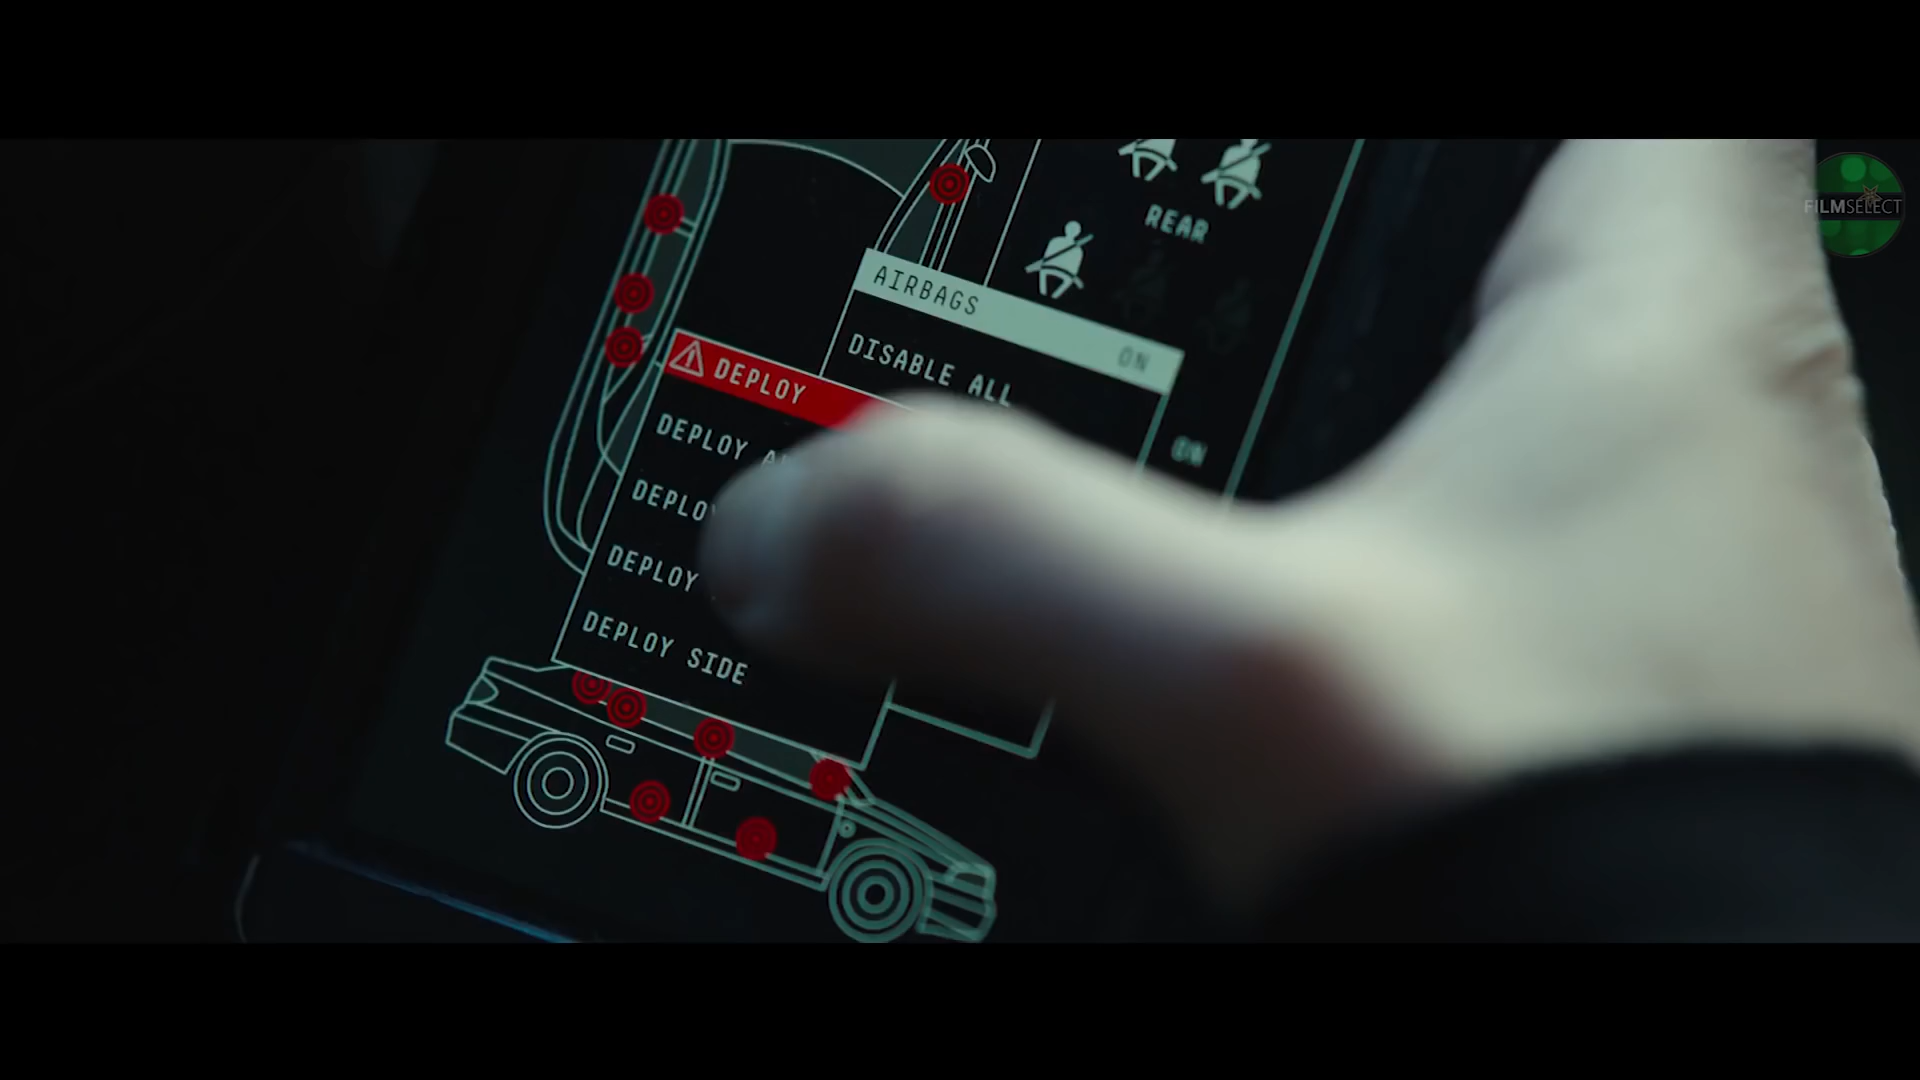 REAR
FILMSELECT
AIRBAGS ON
DISABLE ALL
DEPLOY
ON
DEPLOY
DEPLOY
DEPLOY
DEPLOY SIDE